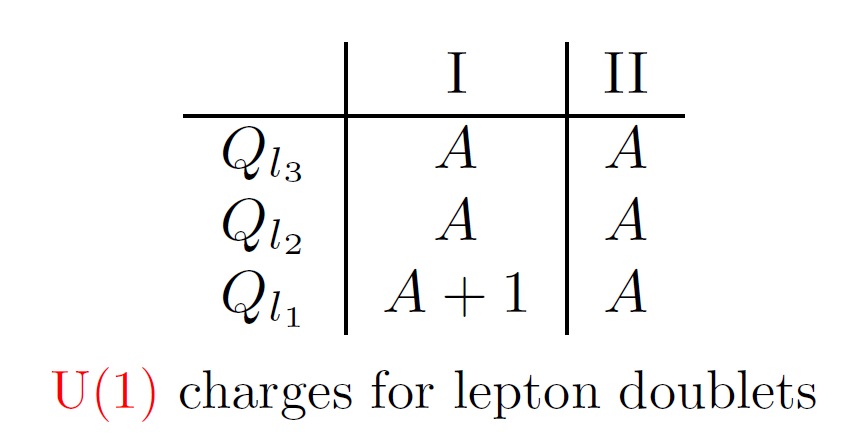 I II
Q_{l_3} A A
Q_{l_2} A A
Q_{l_1} A + 1 A
U(1) charges for lepton doublets